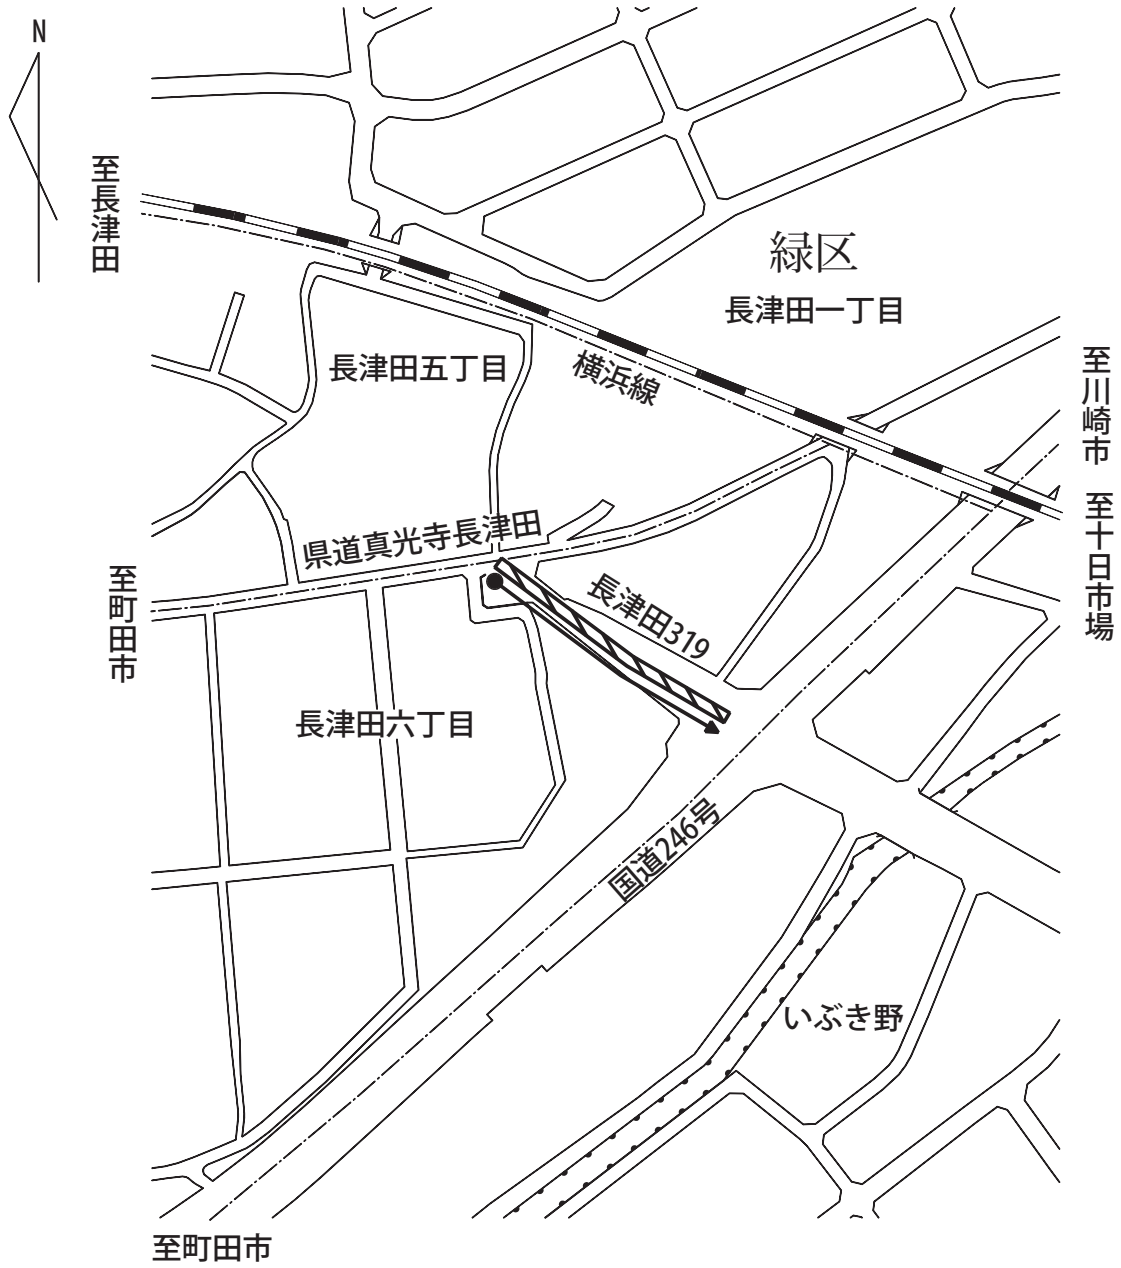 N
至長津田
緑区
長津田一丁目
長津田五丁目
横浜線
至川崎市
至十日市場
県道真光寺長津田
至町田市
長津田319
長津田六丁目
国道246号
いぶき野
至町田市